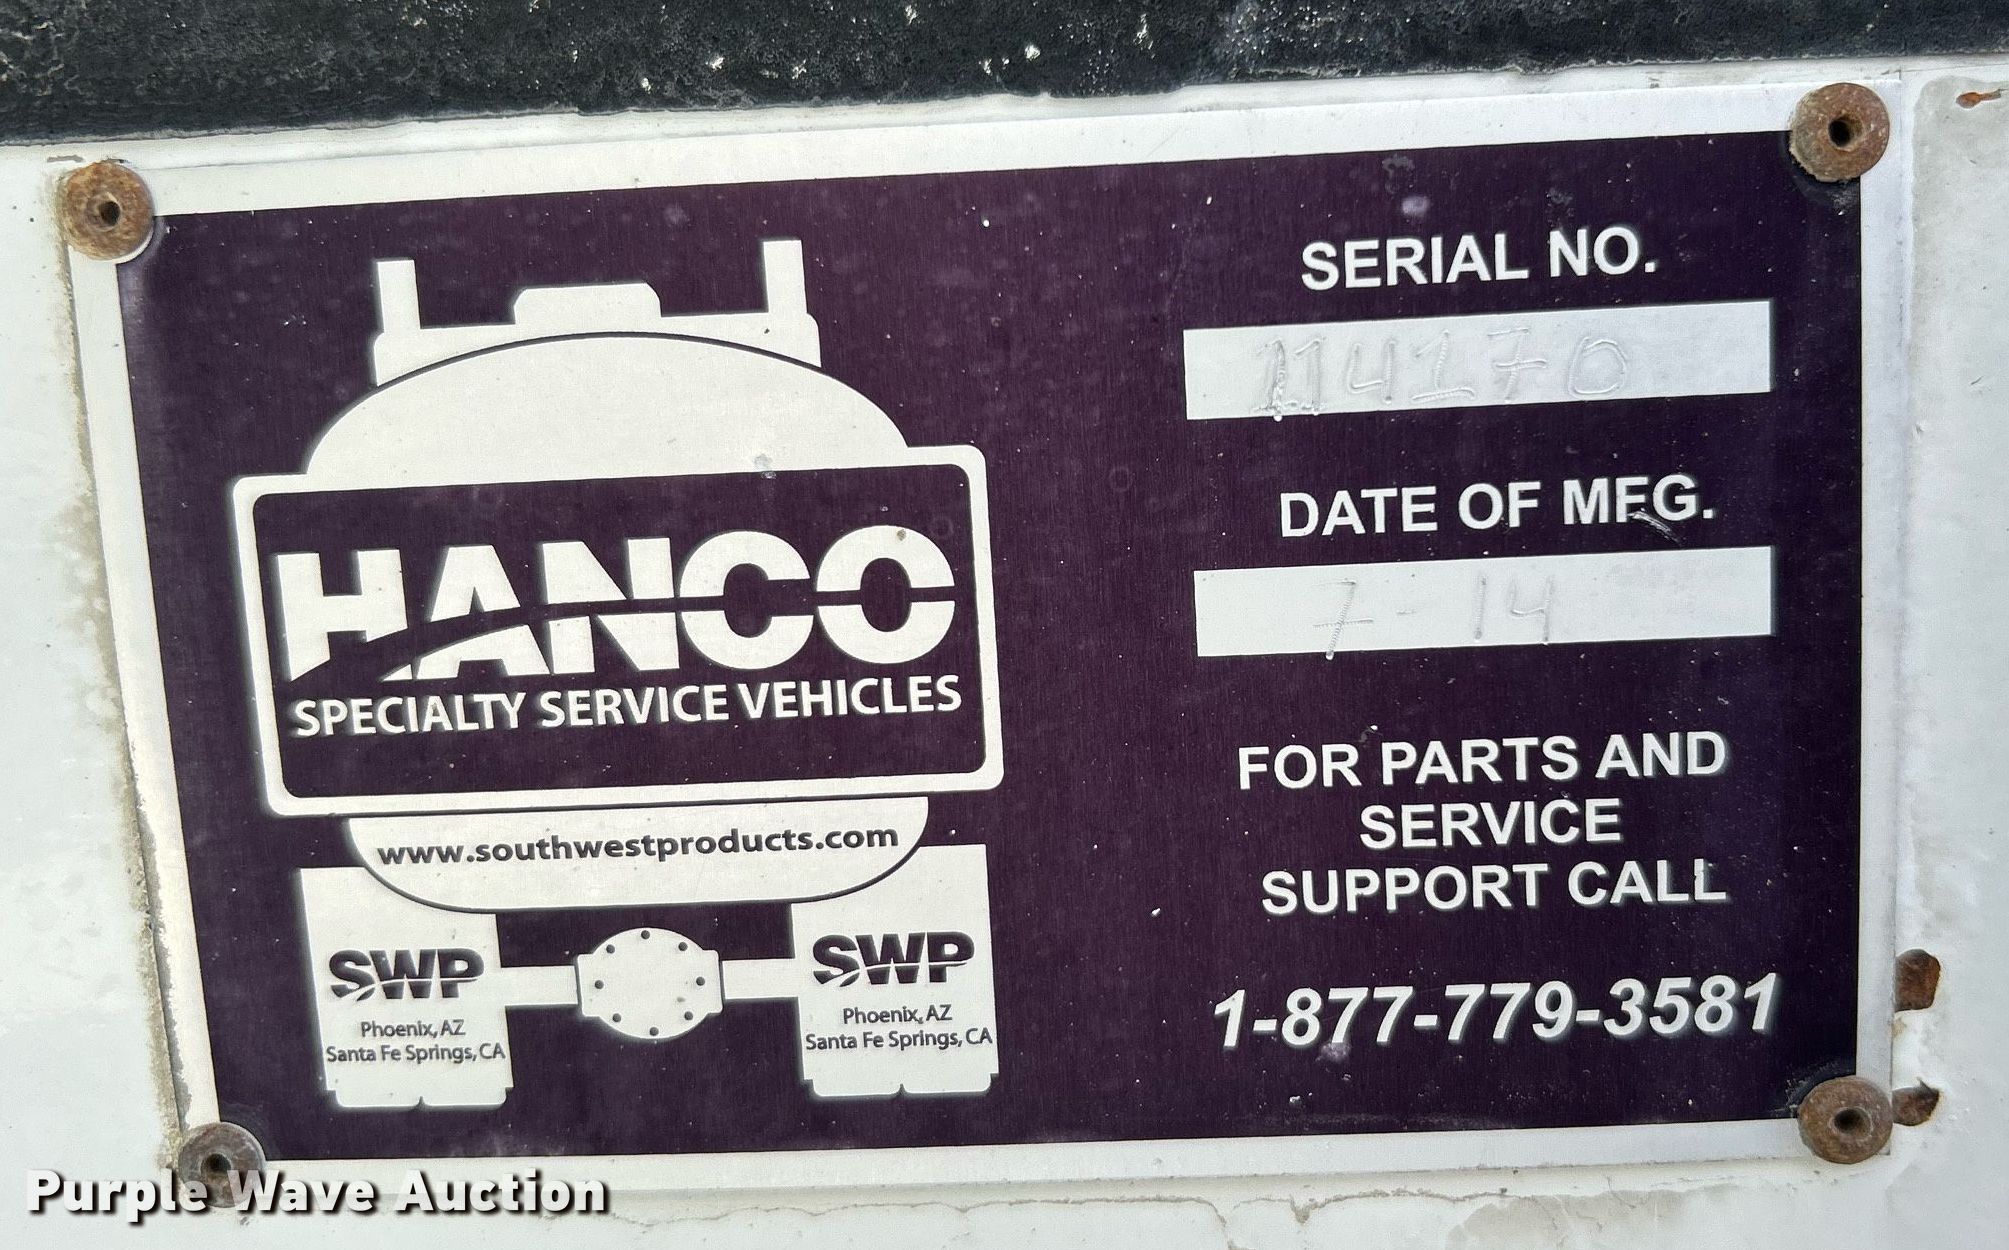 HANCO
SPECIALTY SERVICE VEHICLES
www.southwestproducts.com
SWP
Phoenix, AZ
Santa Fe Springs, CA
SWP
Phoenix, AZ
Santa Fe Springs, CA
SERIAL NO.
114170
DATE OF MFG.
7-14
FOR PARTS AND
SERVICE
SUPPORT CALL
1-877-779-3581
Purple Wave Auction